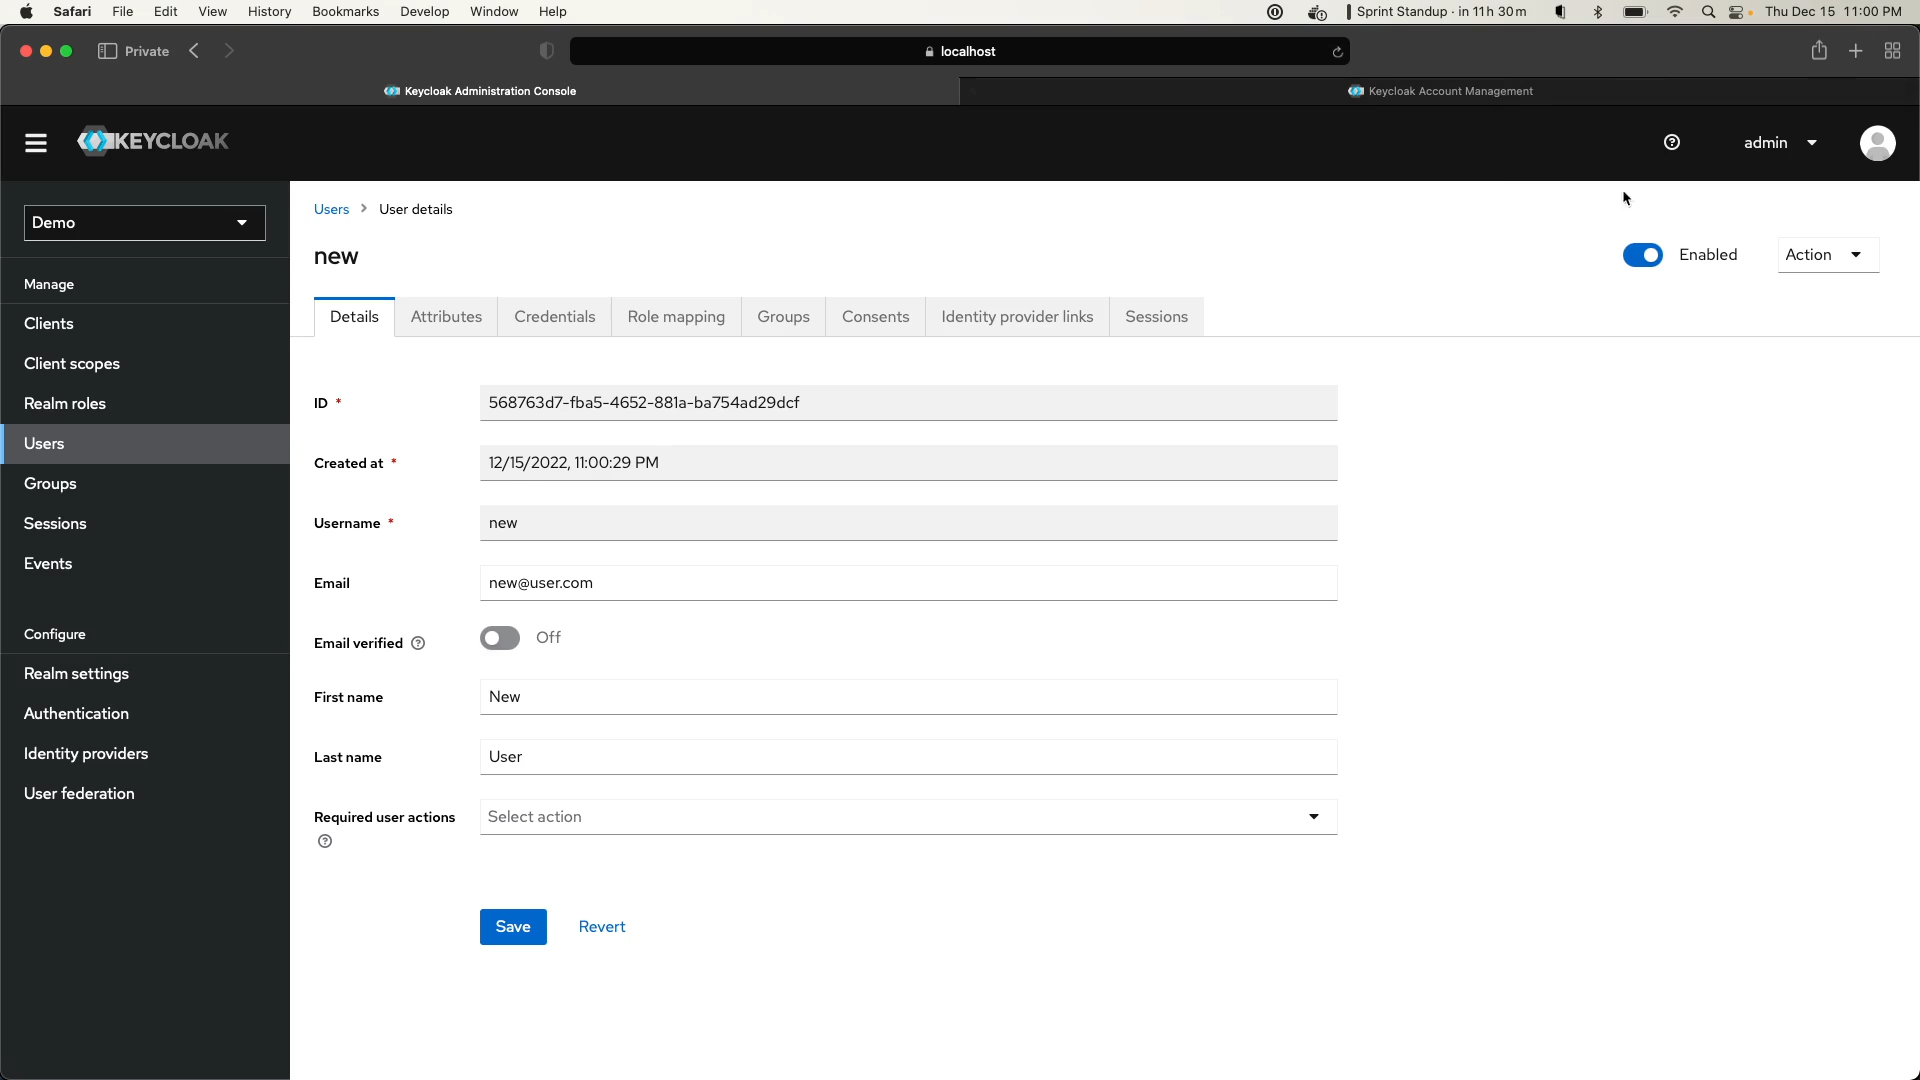 Safari File Edit View History Bookmarks Develop Window Help Sprint Standup · in 11 h 30 m Thu Dec 15 11:00 PM
Private localhost
Keycloak Administration Console Keycloak Account Management
KEYCLOAK admin
Demo
Manage
Clients
Client scopes
Realm roles
Users
Groups
Sessions
Events
Configure
Realm settings
Authentication
Identity providers
User federation
Users > User details
new Enabled Action
Details Attributes Credentials Role mapping Groups Consents Identity provider links Sessions
ID * 568763d7-fba5-4652-881a-ba754ad29dcf
Created at * 12/15/2022, 11:00:29 PM
Username * new
Email new@user.com
Email verified Off
First name New
Last name User
Required user actions Select action
Save Revert